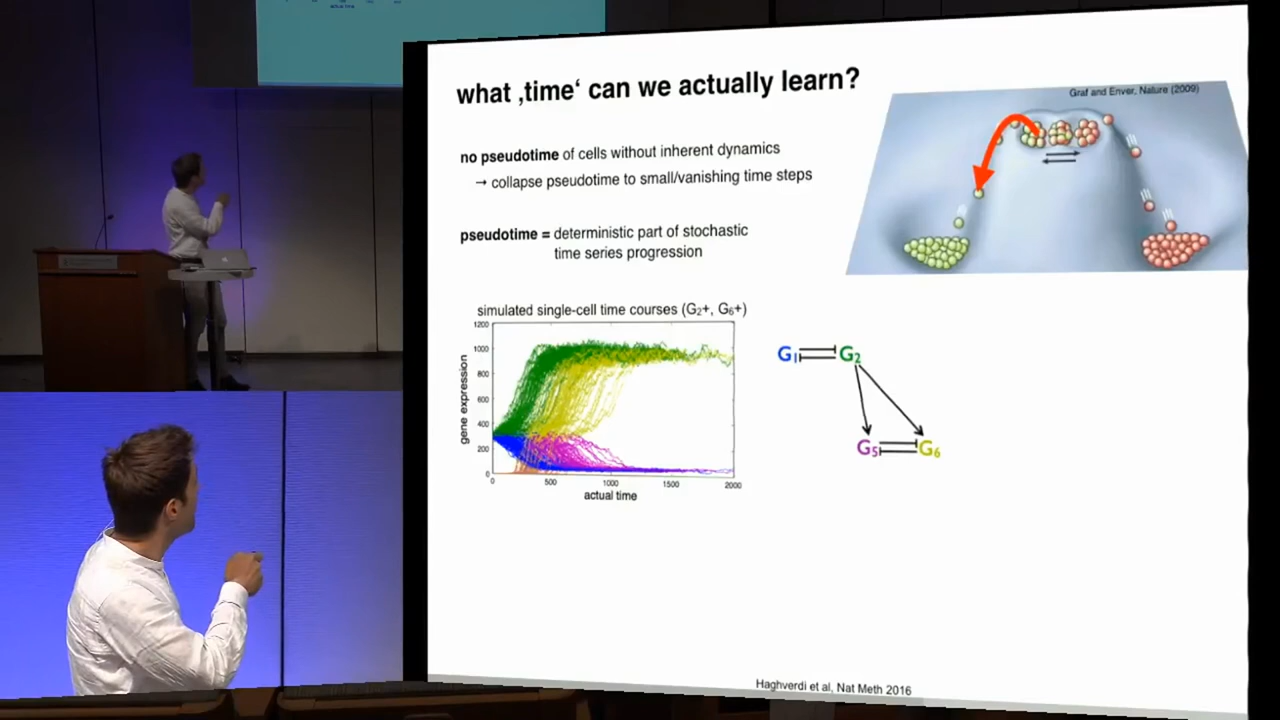 what ‚time‘ can we actually learn?
Graf and Enver, Nature (2009)
no pseudotime of cells without inherent dynamics
→ collapse pseudotime to small/vanishing time steps
pseudotime = deterministic part of stochastic
time series progression
simulated single-cell time courses (G₂+, G₆+)
1200
1000
800
600
400
200
0
gene expression
0 500 1000 1500 2000
actual time
G₁ G₂
G₅ G₆
Haghverdi et al, Nat Meth 2016